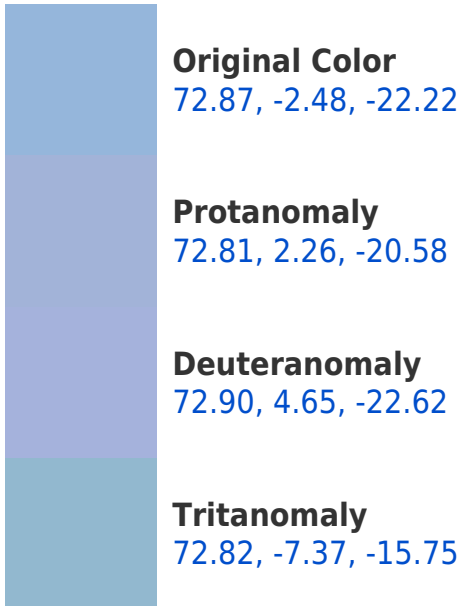 Original Color
72.87, -2.48, -22.22
Protanomaly
72.81, 2.26, -20.58
Deuteranomaly
72.90, 4.65, -22.62
Tritanomaly
72.82, -7.37, -15.75